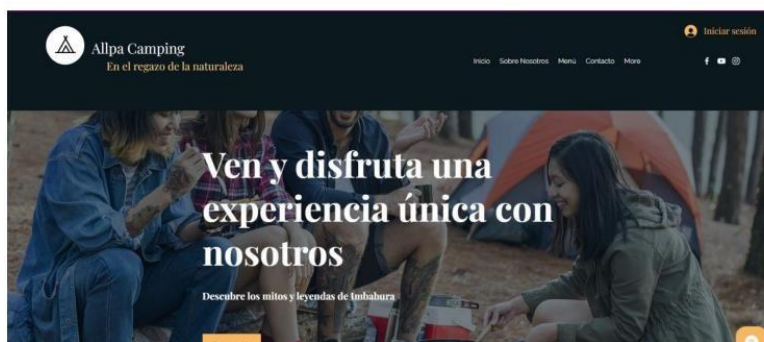 Allpa Camping
En el regazo de la naturaleza
Iniciar sesión
Inicio Sobre Nosotros Menú Contacto More
Ven y disfruta una
experiencia única con
nosotros
Descubre los mitos y leyendas de Imbabura